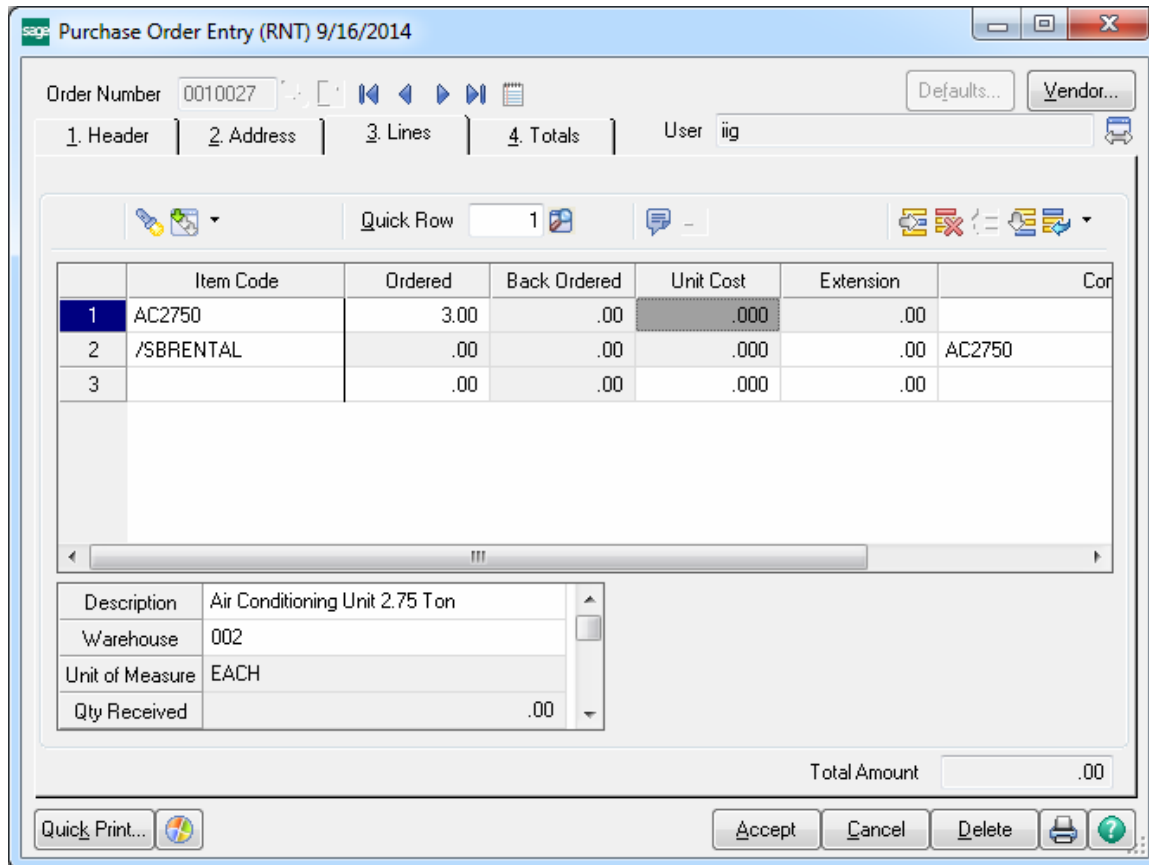 sage Purchase Order Entry (RNT) 9/16/2014
Order Number 0010027 Defaults... Vendor...
1. Header 2. Address 3. Lines 4. Totals User iig
Quick Row 1
Item Code Ordered Back Ordered Unit Cost Extension Cor
1 AC2750 3.00 .00 .000 .00
2 /SBRENTAL .00 .00 .000 .00 AC2750
3 .00 .00 .000 .00
Description Air Conditioning Unit 2.75 Ton
Warehouse 002
Unit of Measure EACH
Qty Received .00
Total Amount .00
Quick Print... Accept Cancel Delete